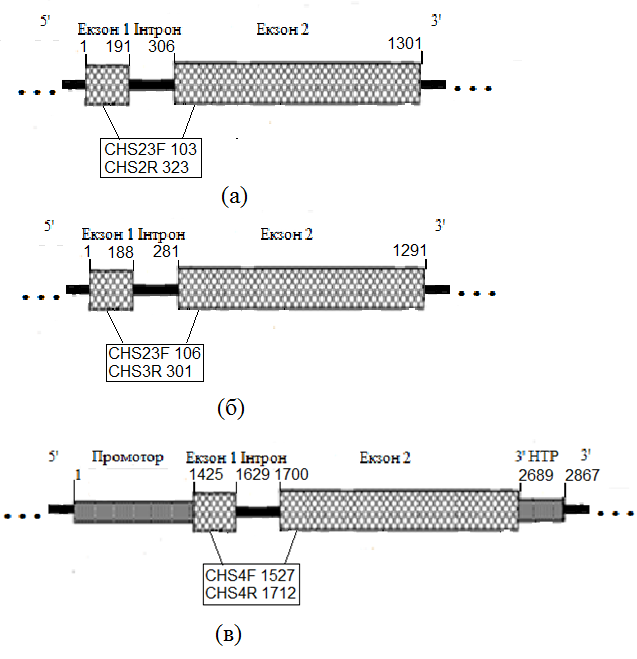 5' 3'
Екзон 1 Інтрон Екзон 2
1 191 306 1301
CHS23F 103
CHS2R 323
(а)
5' 3'
Екзон 1 Інтрон Екзон 2
1 188 281 1291
CHS23F 106
CHS3R 301
(б)
5' Промотор Екзон 1 Інтрон Екзон 2 3' НТР 3'
1 1425 1629 1700 2689 2867
CHS4F 1527
CHS4R 1712
(в)